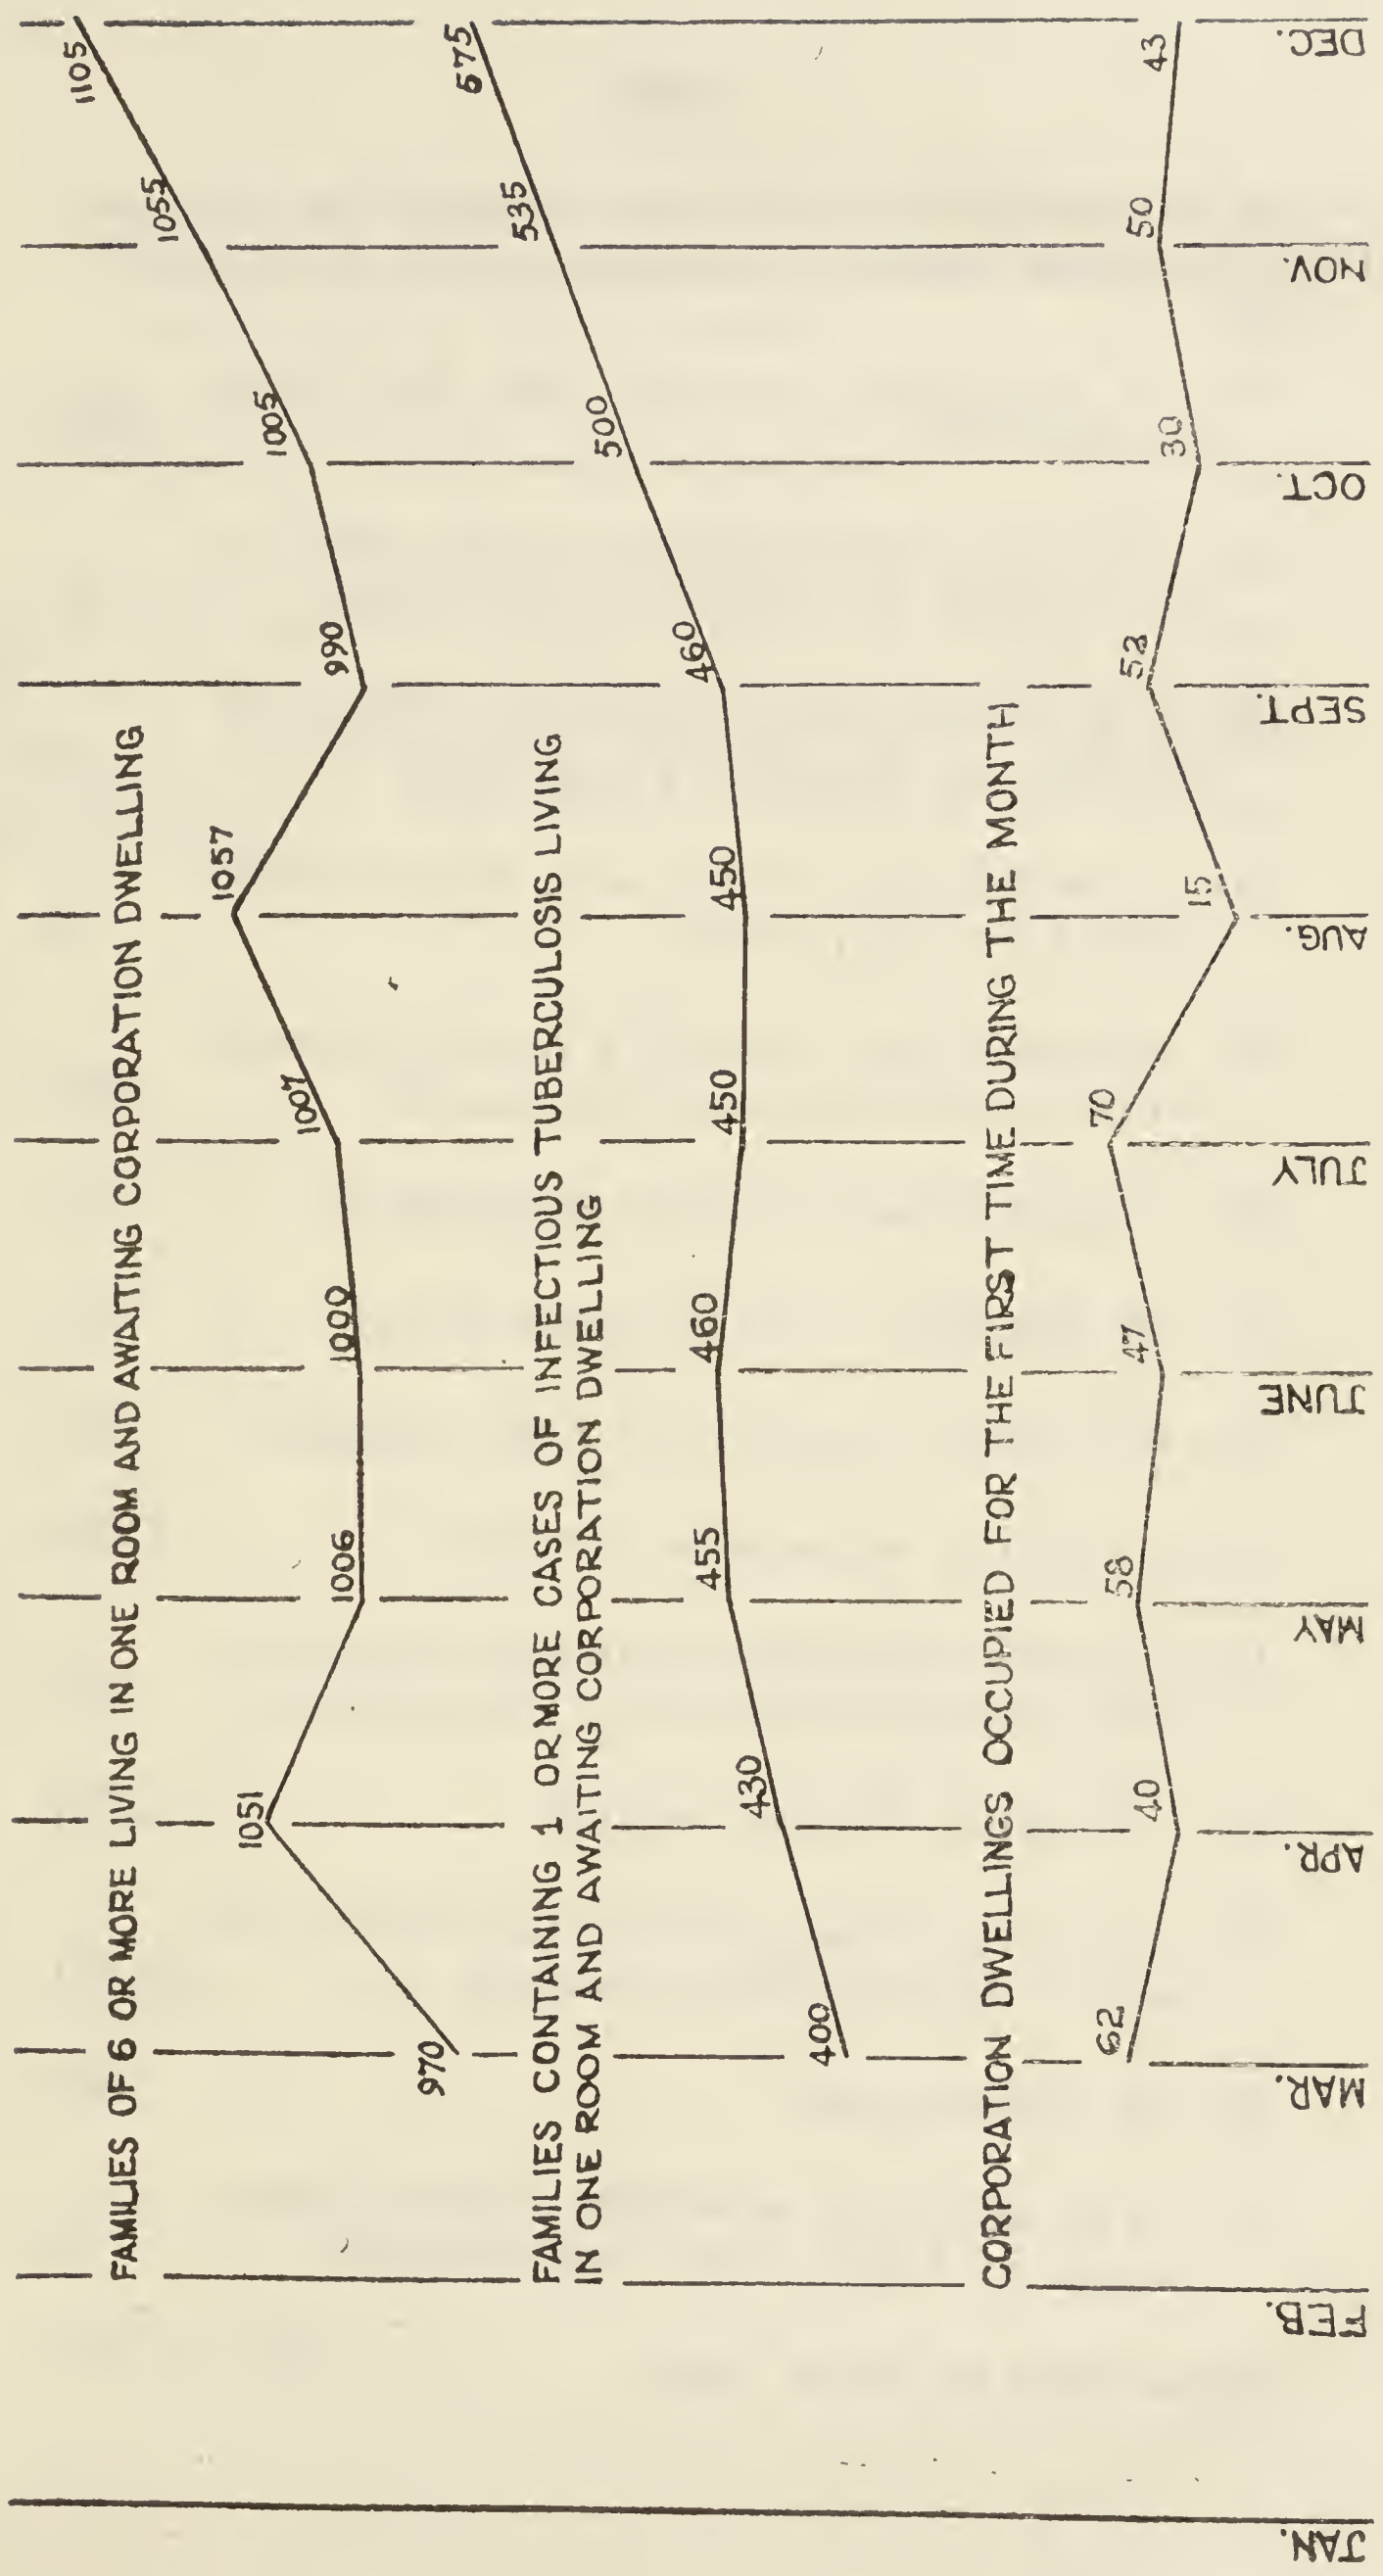 FAMILIES OF 6 OR MORE LIVING IN ONE ROOM AND AWAITING CORPORATION DWELLING
970 1051 1006 1000 1007 1057 990 1005 1055 1105
FAMILIES CONTAINING 1 OR MORE CASES OF INFECTIOUS TUBERCULOSIS LIVING
IN ONE ROOM AND AWAITING CORPORATION DWELLING
400 430 455 460 450 450 460 500 535 575
CORPORATION DWELLINGS OCCUPIED FOR THE FIRST TIME DURING THE MONTH
62 40 58 47 70 15 30 50 43
JAN. FEB. MAR. APR. MAY JUNE JULY AUG. SEPT. OCT. NOV. DEC.